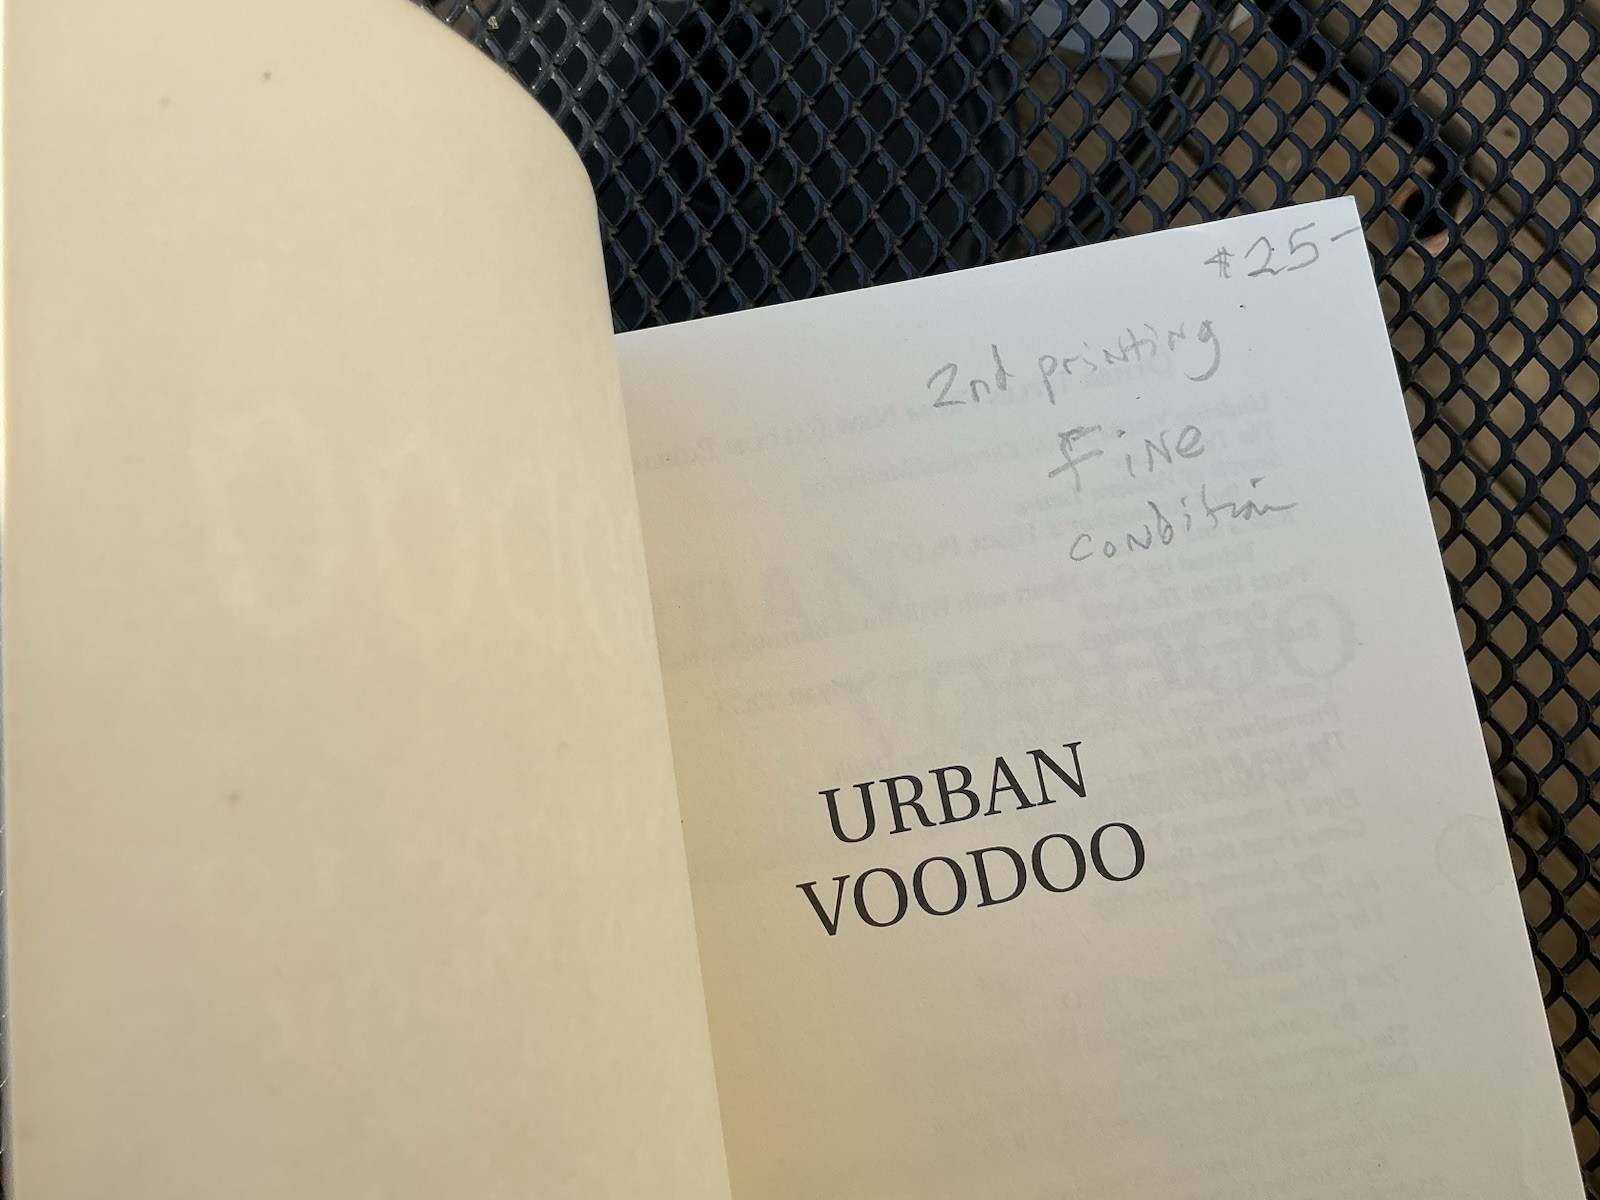 $25-
2nd printing
Fine
condition
URBAN
VOODOO